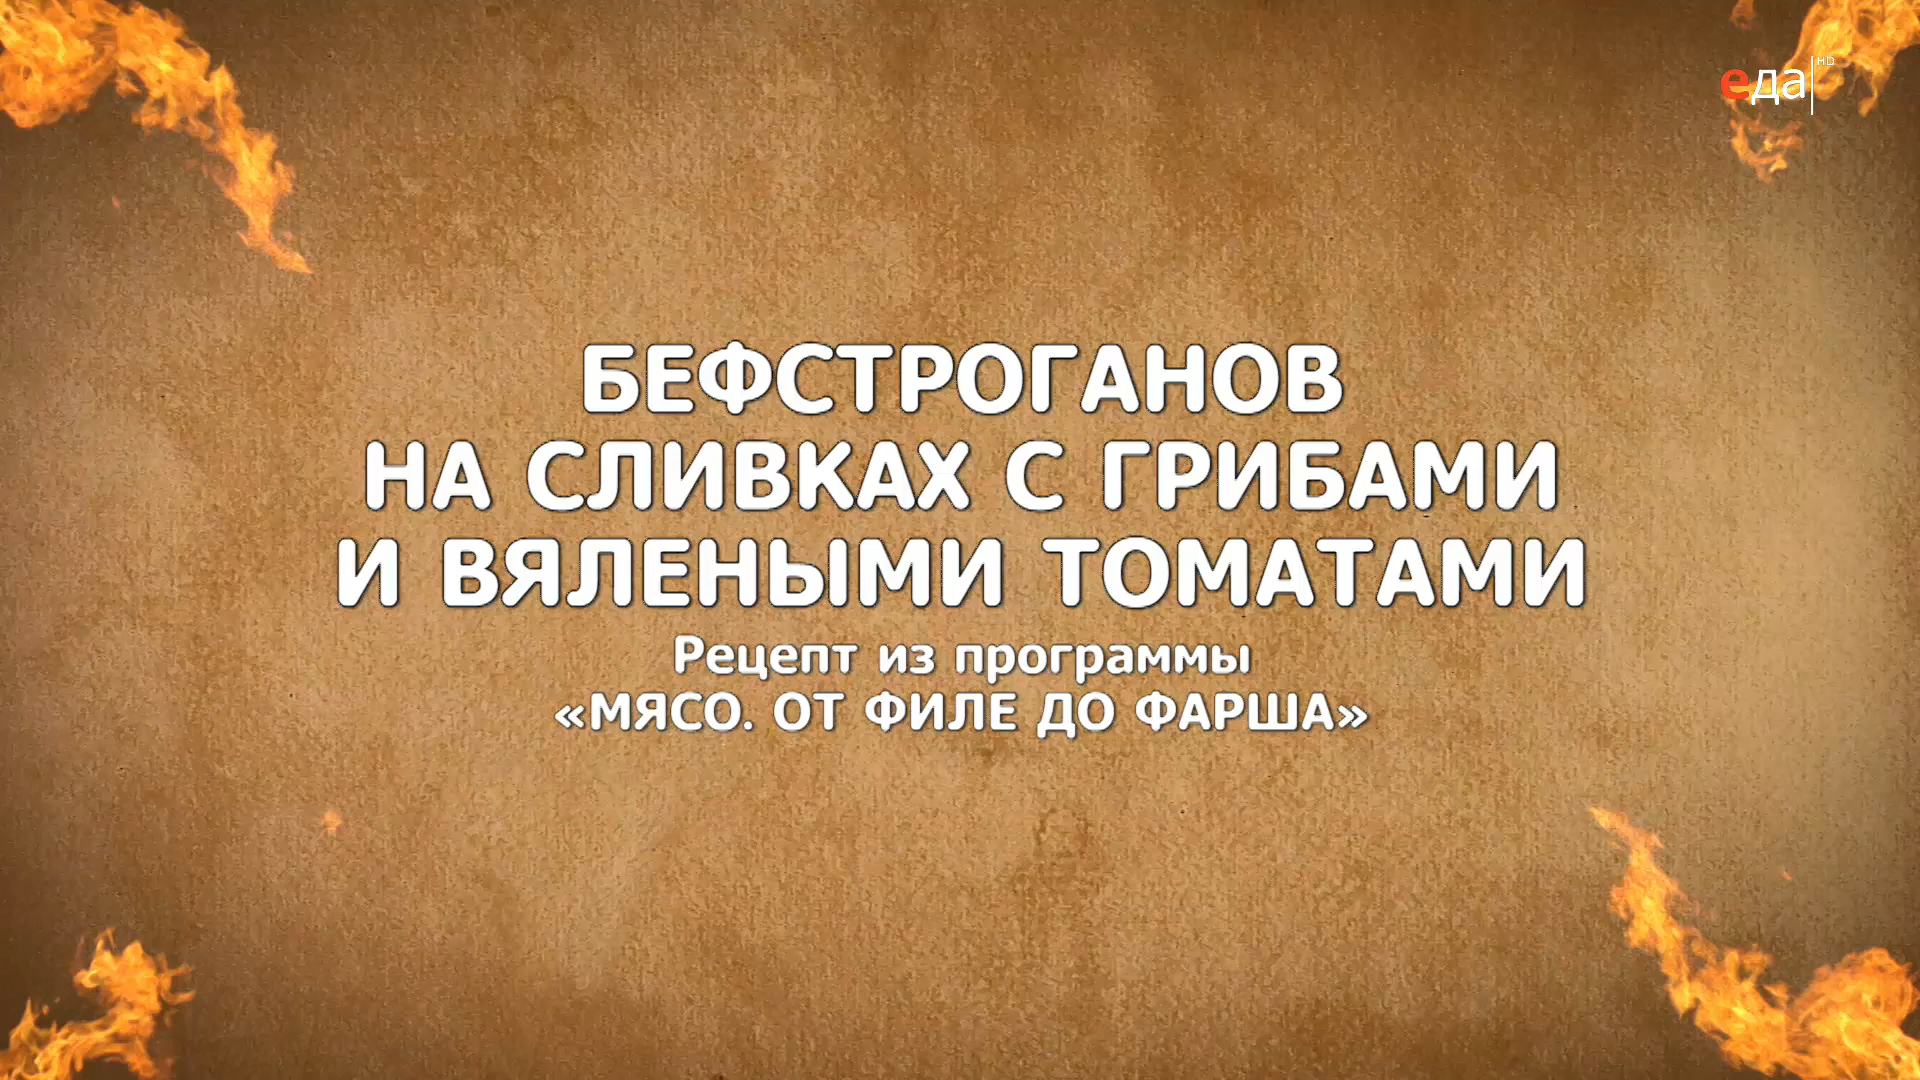 еда HD
БЕФСТРОГАНОВ
НА СЛИВКАХ С ГРИБАМИ
И ВЯЛЕНЫМИ ТОМАТАМИ
Рецепт из программы
«МЯСО. ОТ ФИЛЕ ДО ФАРША»